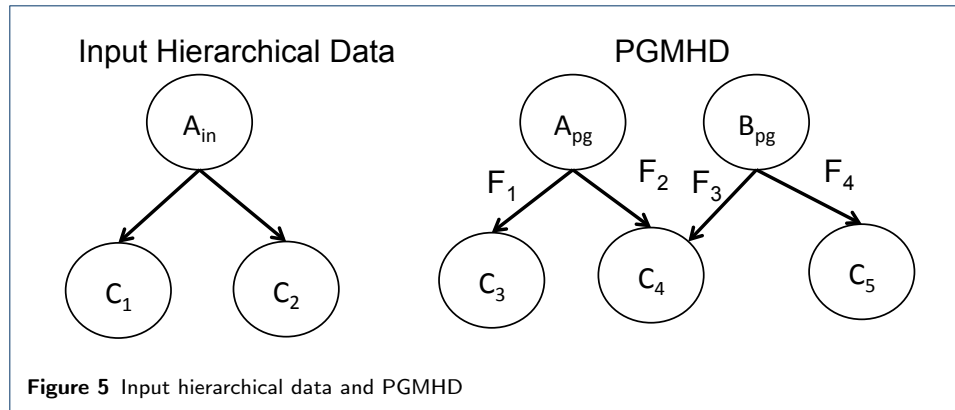 Input Hierarchical Data
PGMHD
A_in
A_pg
B_pg
F_1
F_2
F_3
F_4
C_1
C_2
C_3
C_4
C_5
Figure 5 Input hierarchical data and PGMHD